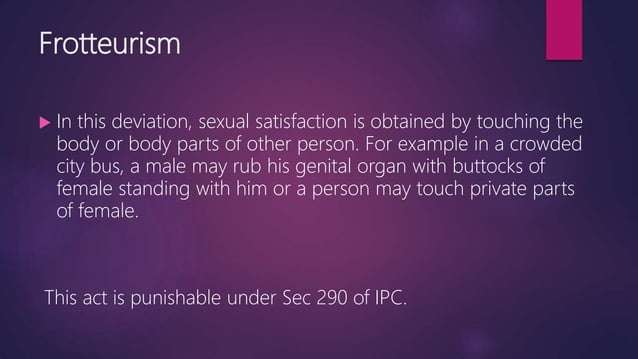 Frotteurism
In this deviation, sexual satisfaction is obtained by touching the
body or body parts of other person. For example in a crowded
city bus, a male may rub his genital organ with buttocks of
female standing with him or a person may touch private parts
of female.
This act is punishable under Sec 290 of IPC.